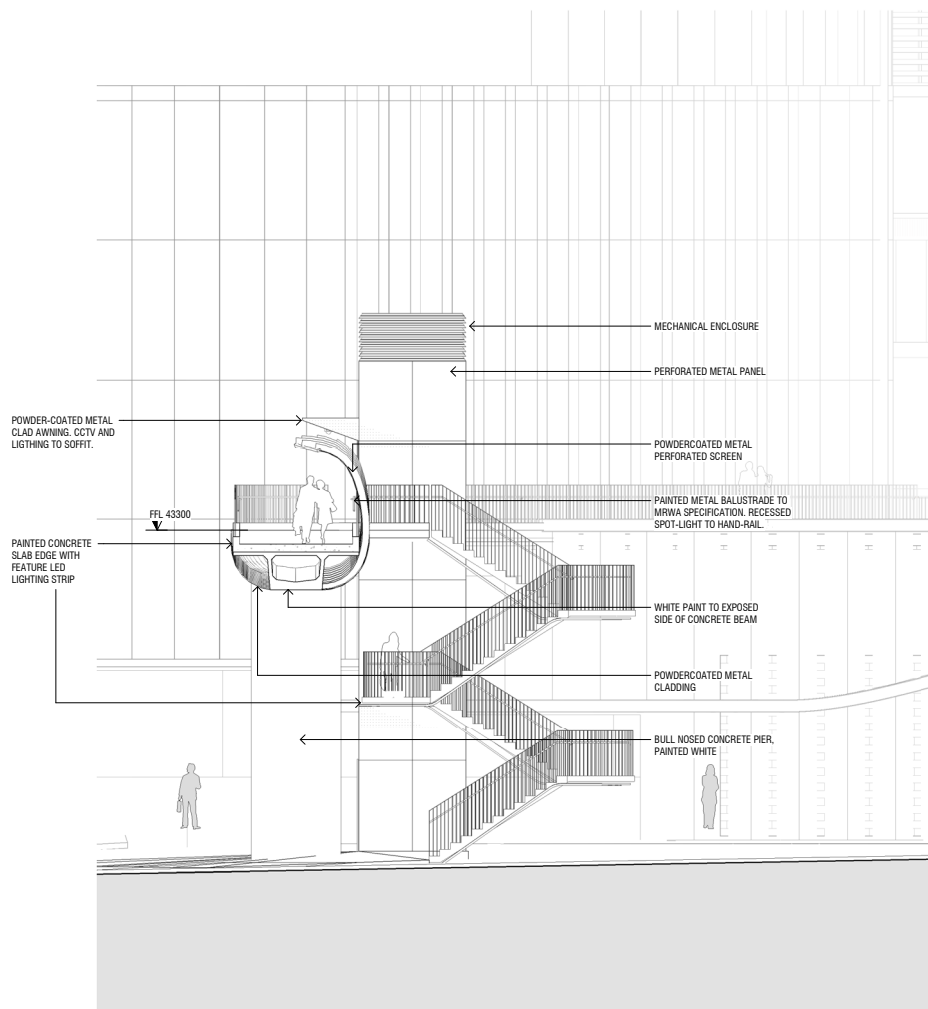 MECHANICAL ENCLOSURE
PERFORATED METAL PANEL
POWDER-COATED METAL
CLAD AWNING. CCTV AND
LIGTHING TO SOFFIT.
POWDERCOATED METAL
PERFORATED SCREEN
PAINTED METAL BALUSTRADE TO
MRWA SPECIFICATION. RECESSED
SPOT-LIGHT TO HAND-RAIL.
FFL 43300
PAINTED CONCRETE
SLAB EDGE WITH
FEATURE LED
LIGHTING STRIP
WHITE PAINT TO EXPOSED
SIDE OF CONCRETE BEAM
POWDERCOATED METAL
CLADDING
BULL NOSED CONCRETE PIER,
PAINTED WHITE